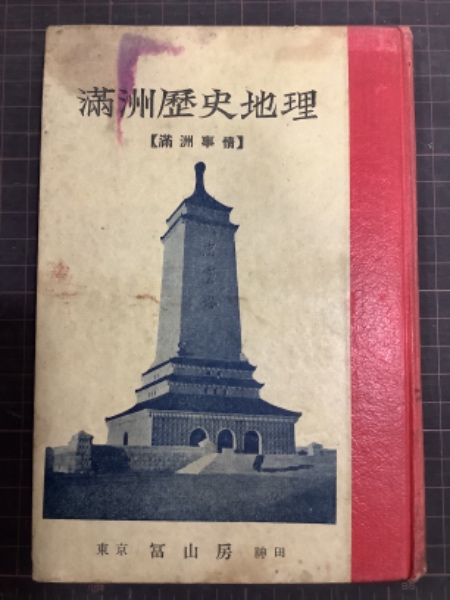 滿洲歷史地理
【滿洲事情】
東京 冨山房 神田